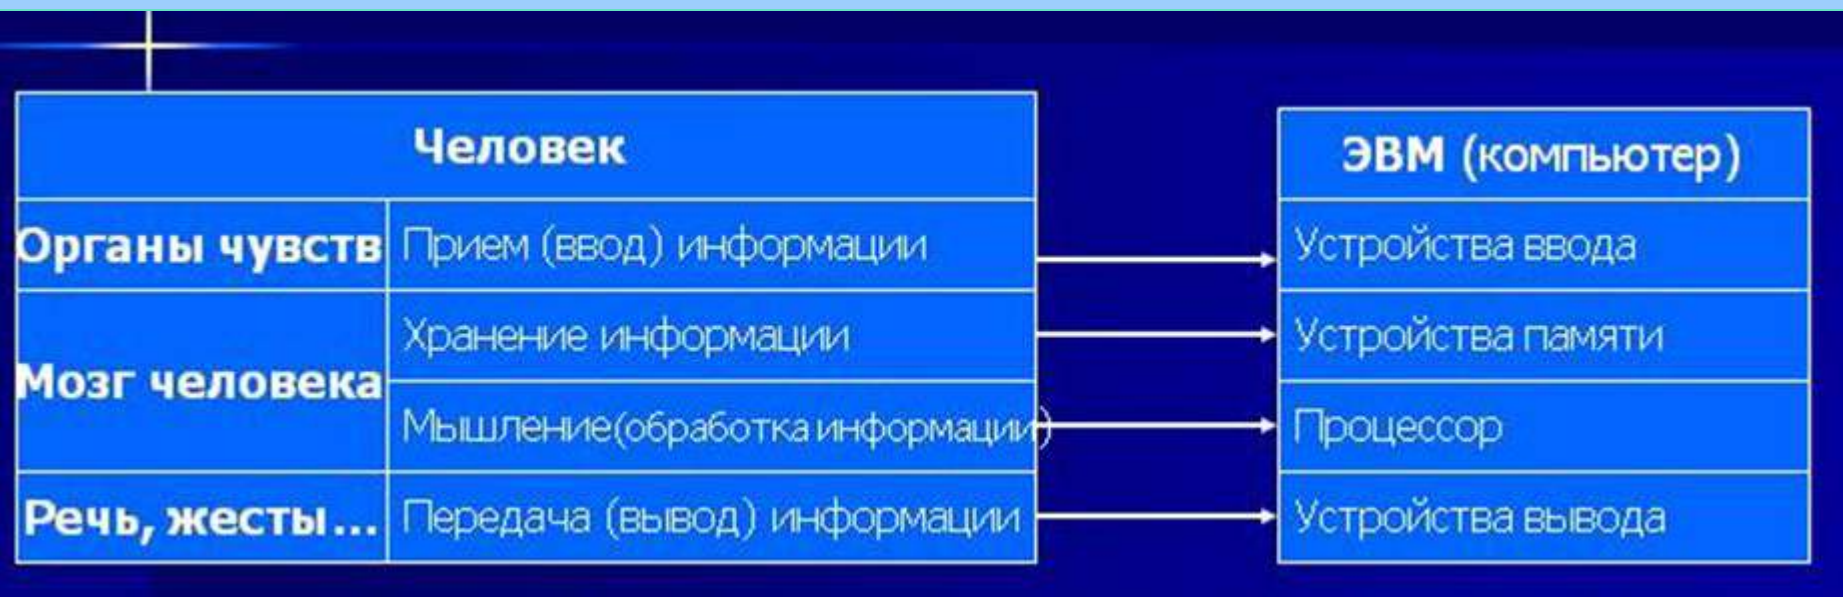 Человек
ЭВМ (компьютер)
Органы чувств
Прием (ввод) информации
Устройства ввода
Мозг человека
Хранение информации
Устройства памяти
Мышление(обработка информации)
Процессор
Речь, жесты...
Передача (вывод) информации
Устройства вывода